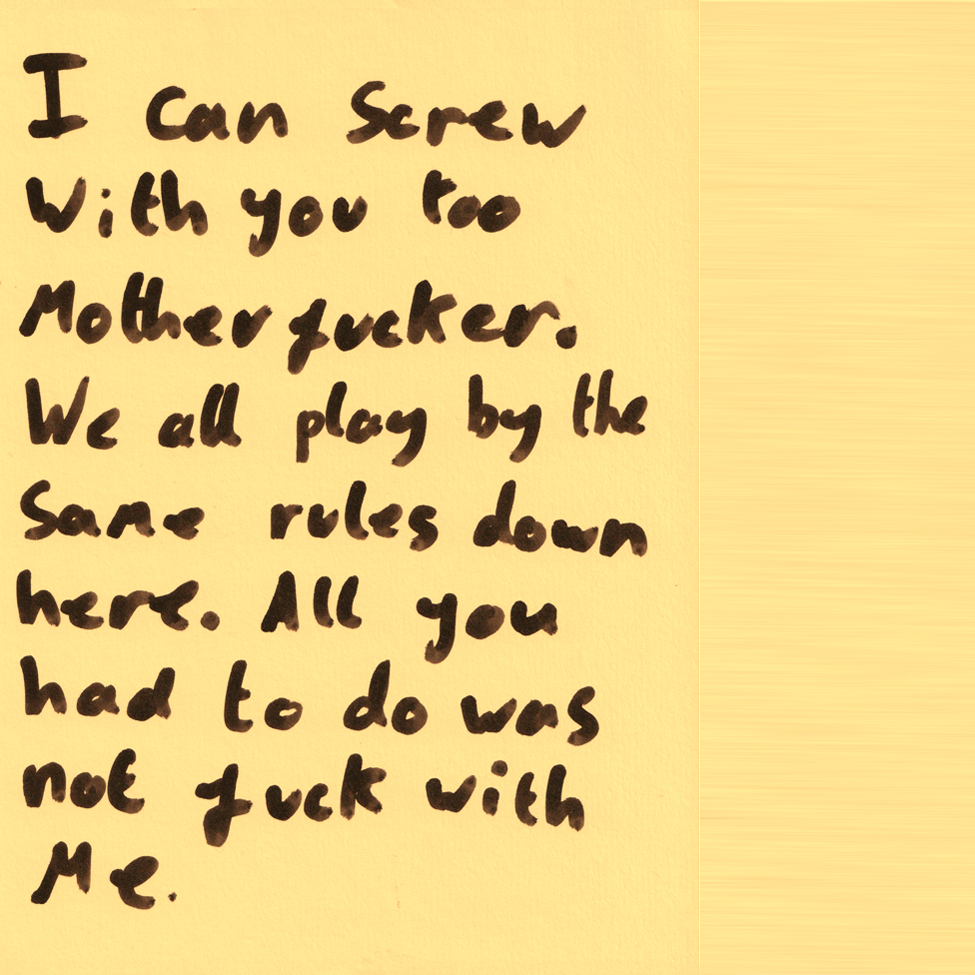 I can screw
with you too
Motherfucker.
We all play by the
Same rules down
here. All you
had to do was
not fuck with
Me.